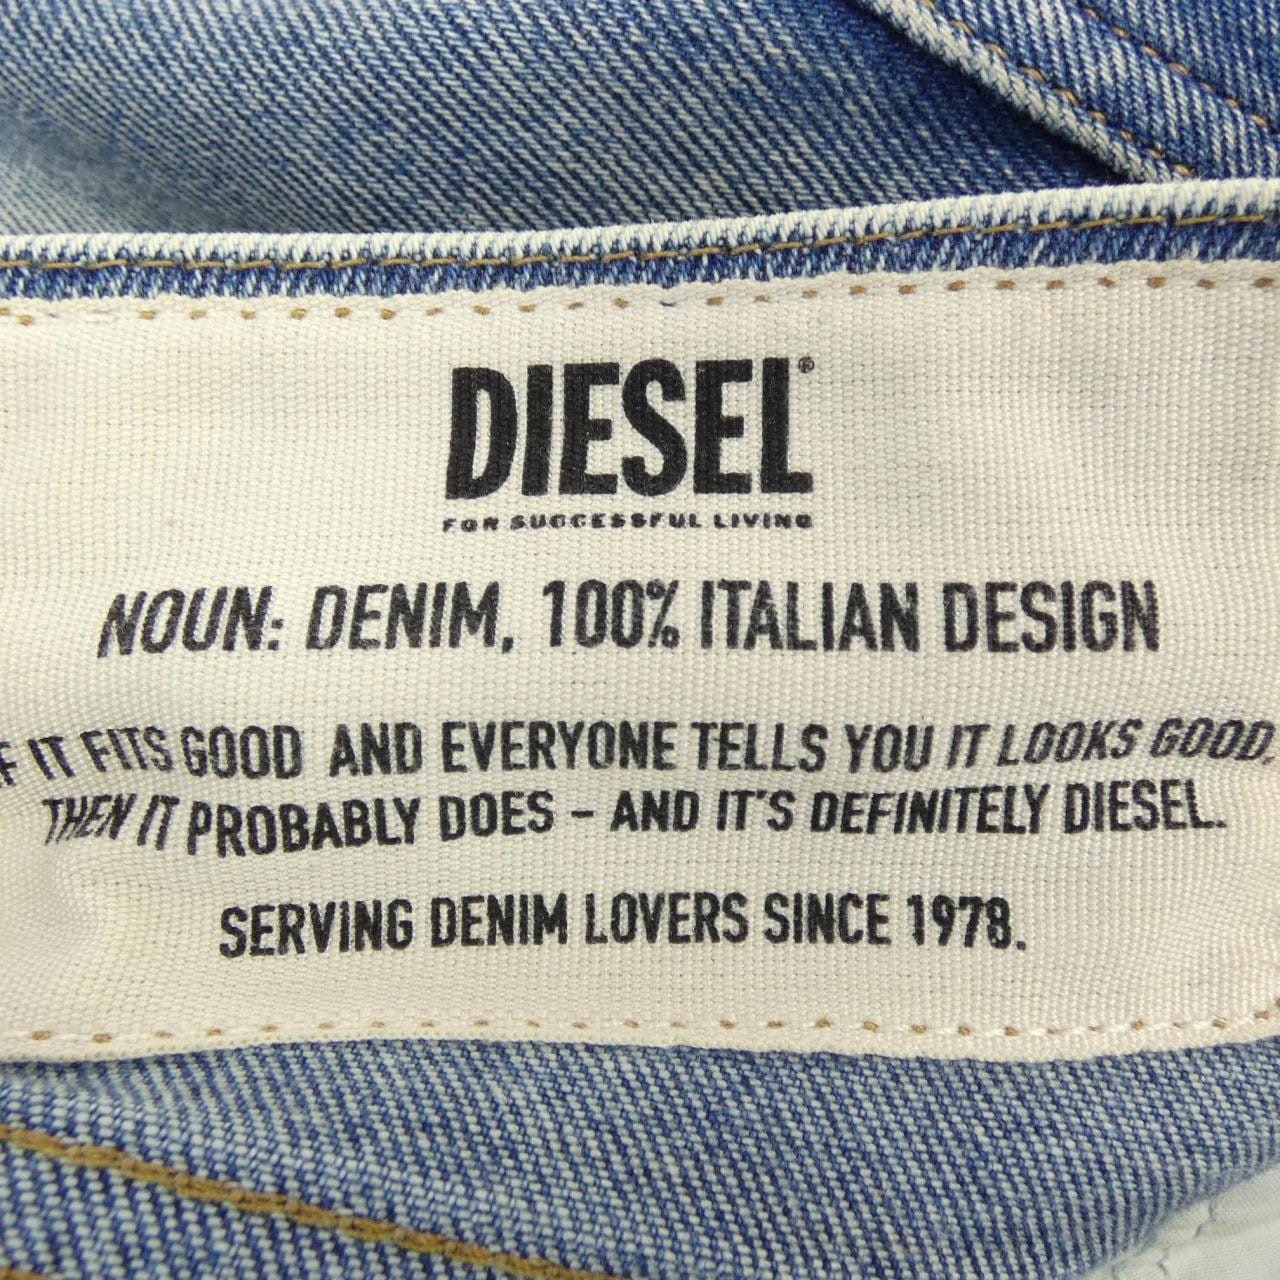 DIESEL®
FOR SUCCESSFUL LIVING
NOUN: DENIM, 100% ITALIAN DESIGN
F IT FITS GOOD AND EVERYONE TELLS YOU IT LOOKS GOOD,
THEN IT PROBABLY DOES – AND IT'S DEFINITELY DIESEL.
SERVING DENIM LOVERS SINCE 1978.